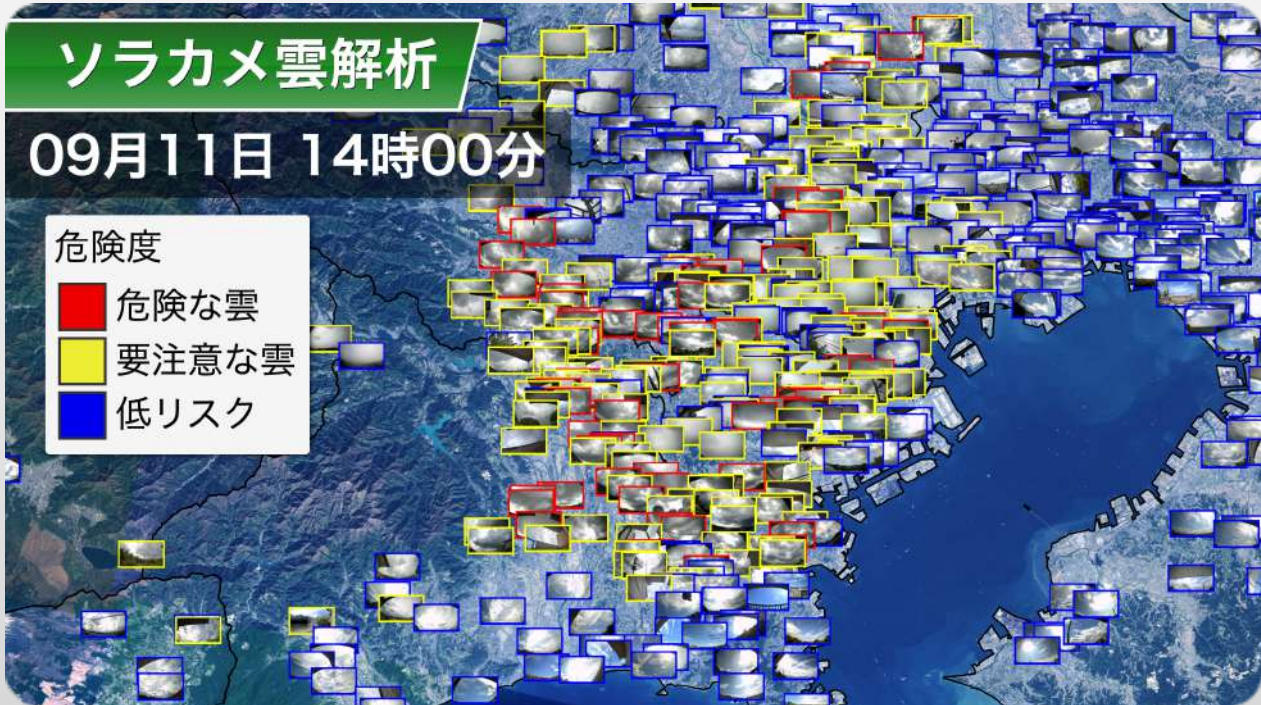 ソラカメ雲解析
09月11日 14時00分
危険度
危険な雲
要注意な雲
低リスク